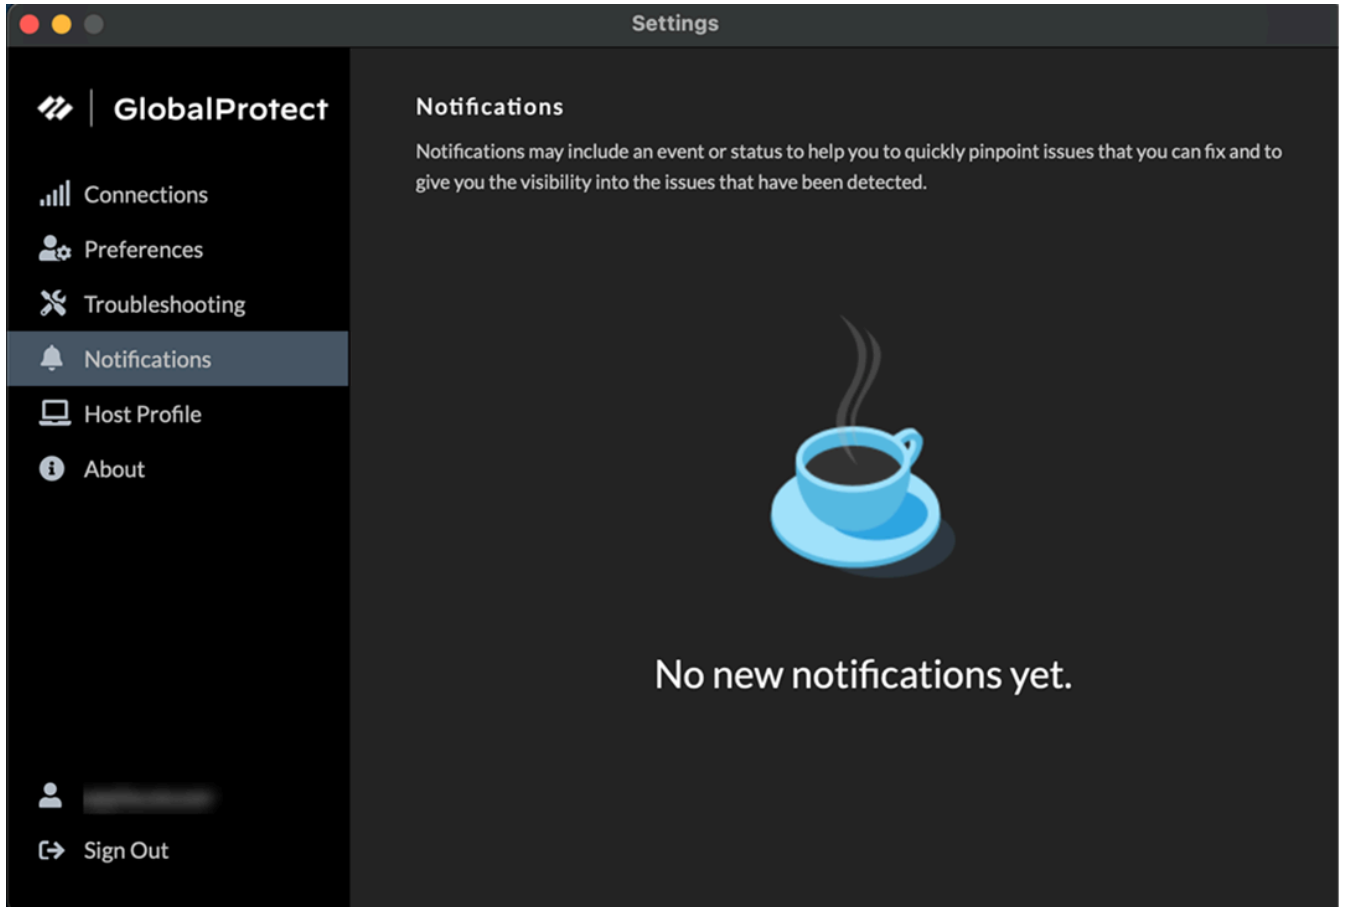 Settings
GlobalProtect
Connections
Preferences
Troubleshooting
Notifications
Host Profile
About
Sign Out
Notifications
Notifications may include an event or status to help you to quickly pinpoint issues that you can fix and to
give you the visibility into the issues that have been detected.
No new notifications yet.